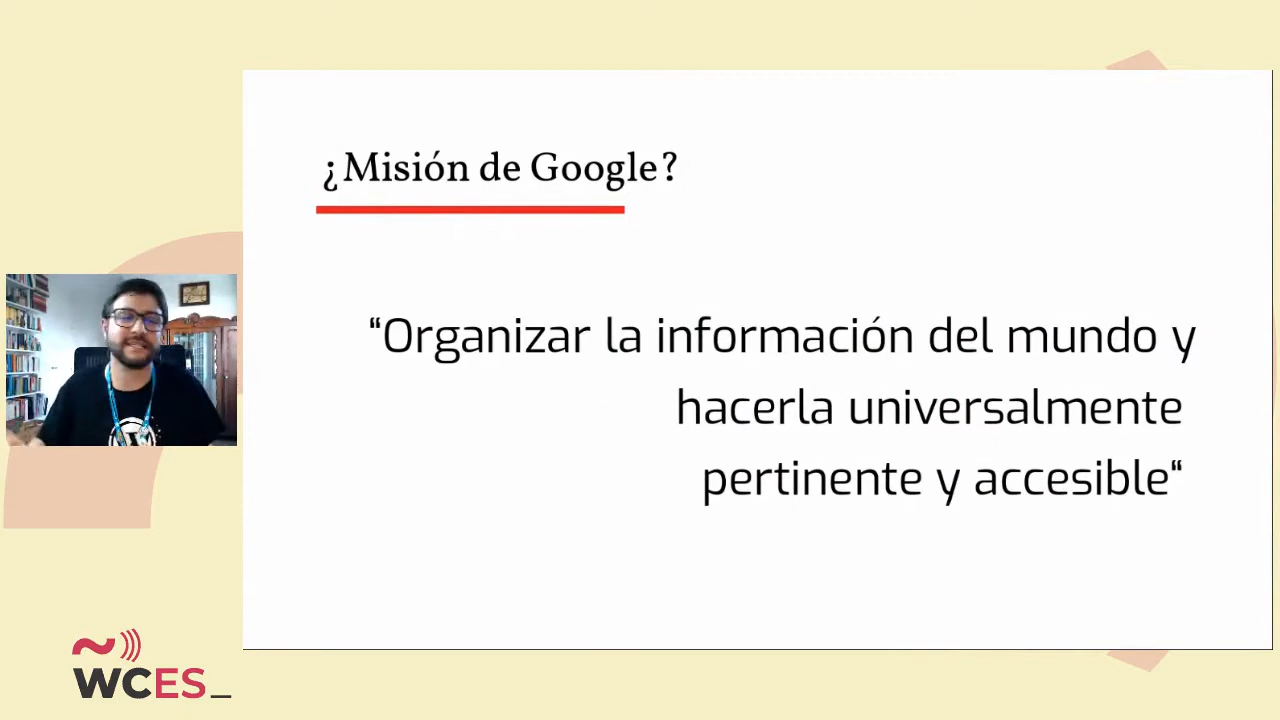 ¿Misión de Google?
“Organizar la información del mundo y
hacerla universalmente
pertinente y accesible“
WCES_